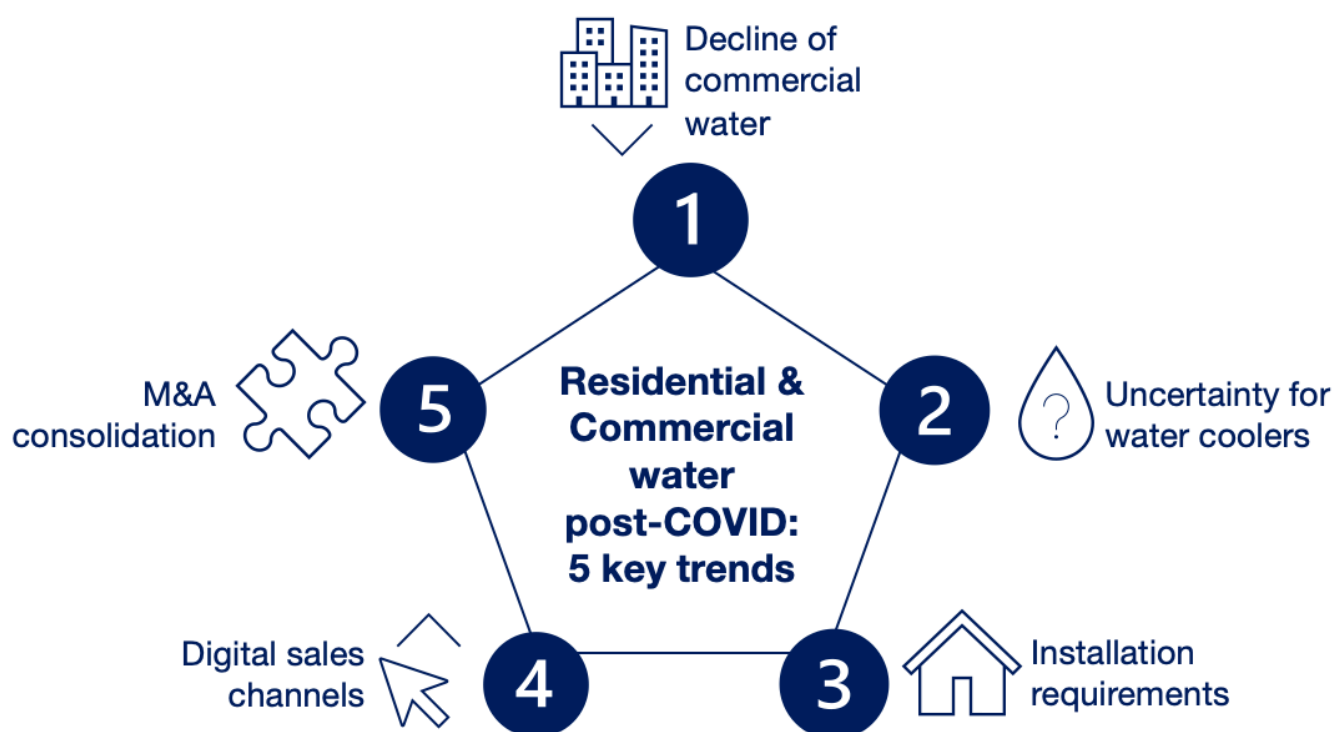 Decline of
commercial
water
1
Residential &
Commercial
water
post-COVID:
5 key trends
2
?
Uncertainty for
water coolers
3
Installation
requirements
4
Digital sales
channels
5
M&A
consolidation